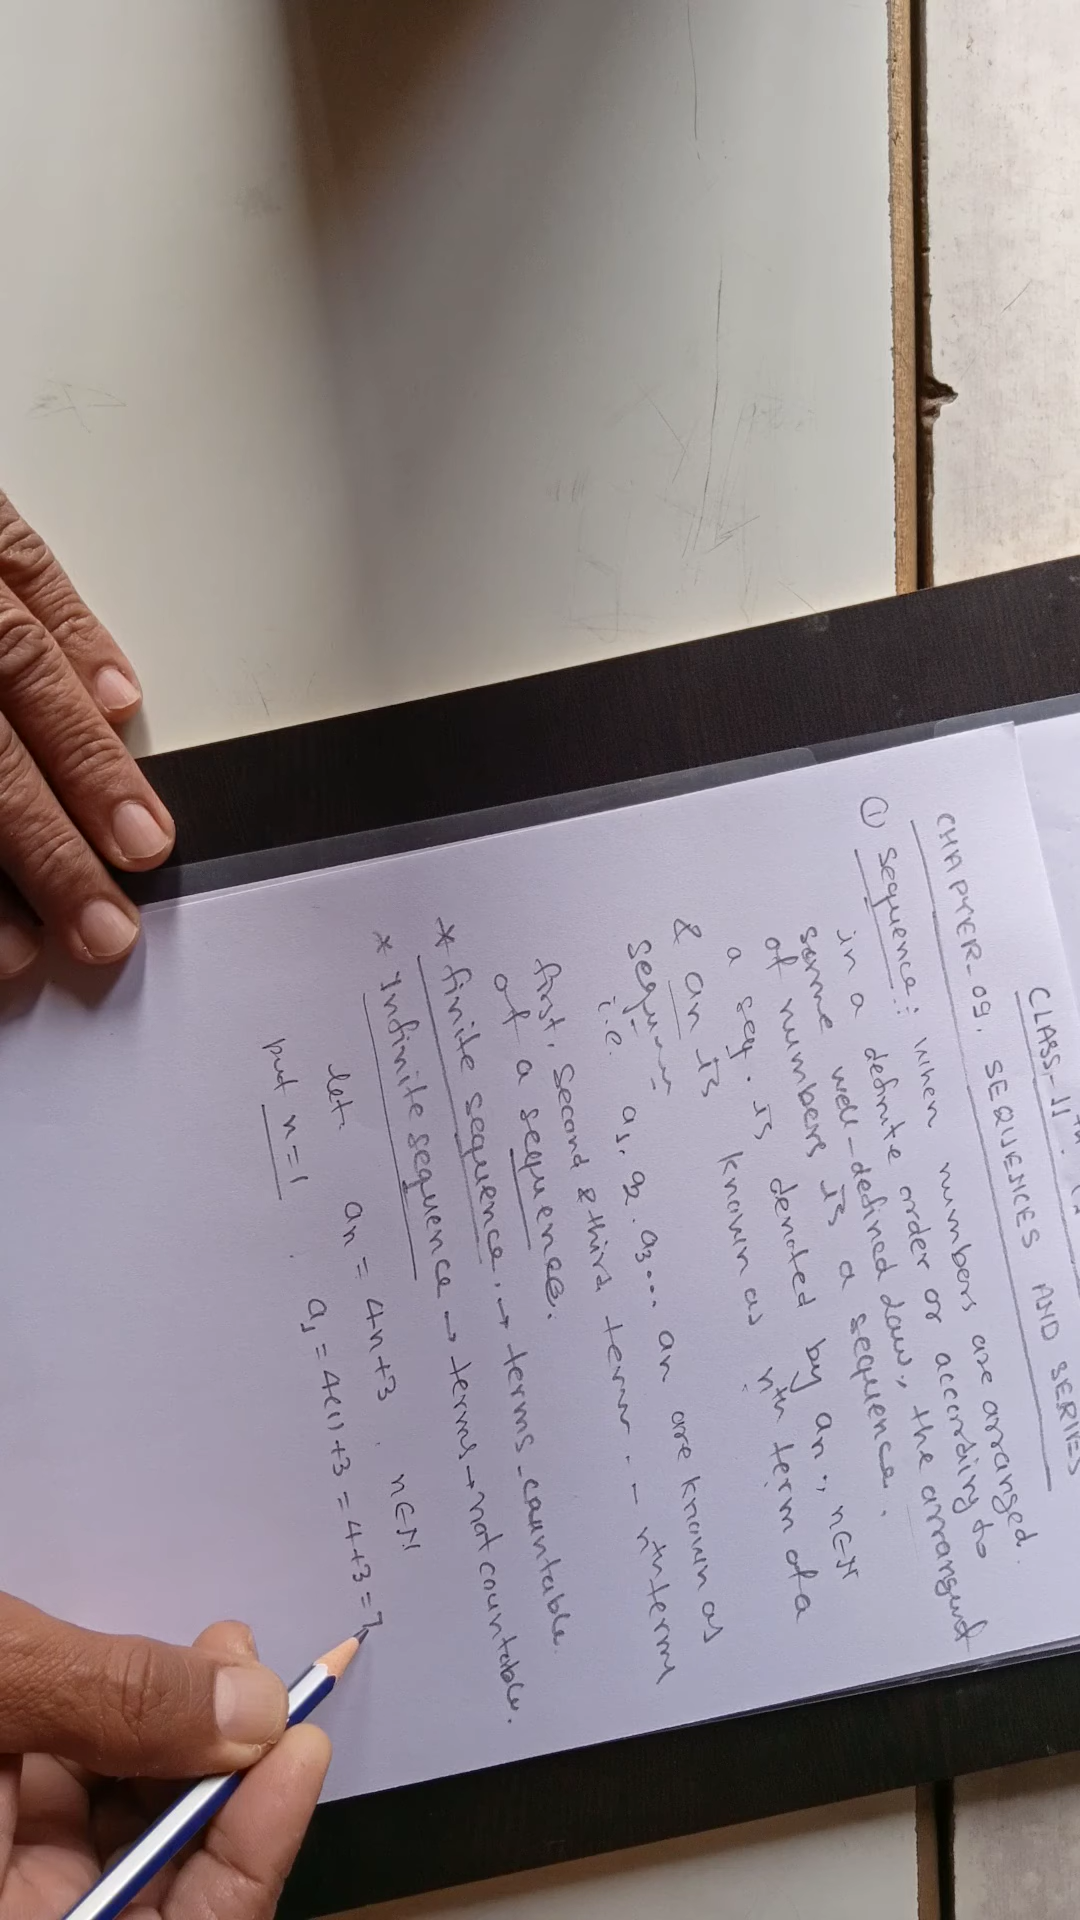 CLASS-11th
CHAPTER-09. SEQUENCES AND SERIES
① Sequence: When numbers are arranged.
in a definite order or according to
some well-defined law, the arrangemt
of numbers is a sequence.
a seq. is denoted by an, n∈N
& an is known as nth term of a
sequence
i.e. a1, a2, a3... an are known as
first, second & third term . . - nth term
of a sequence.
* finite sequence. → terms - countable.
* Infinite sequence → terms → not countable.
let an = 4n+3, n∈N
put n=1 . a1 = 4(1)+3 = 4+3 = 7